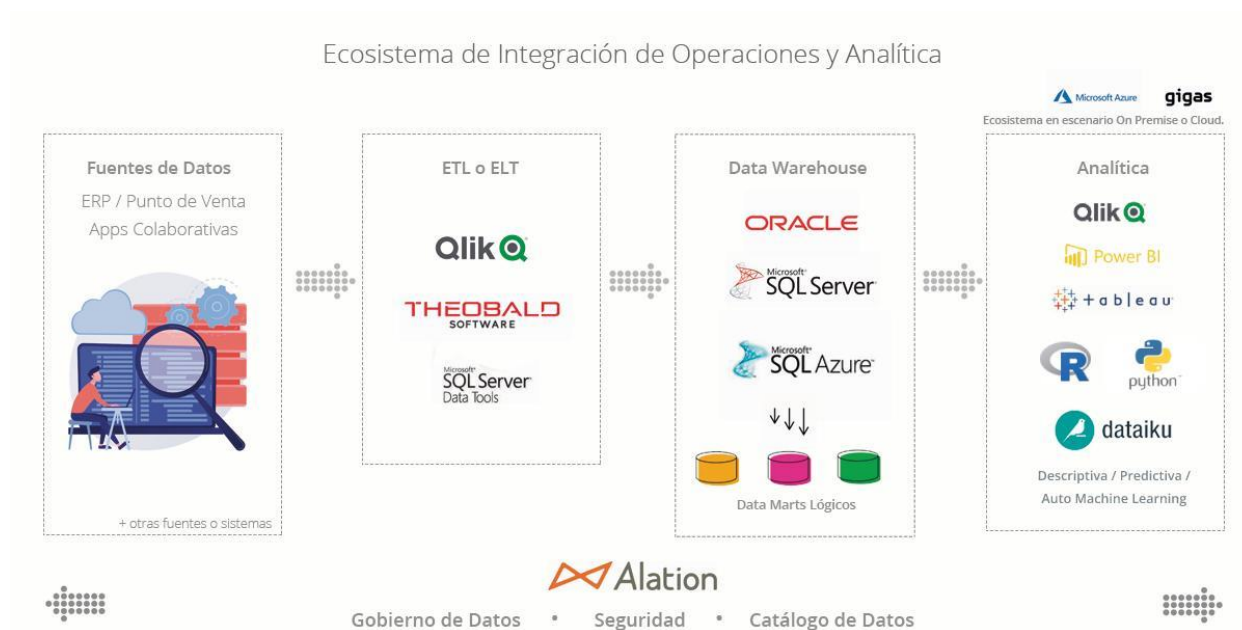 Ecosistema de Integración de Operaciones y Analítica
Microsoft Azure gigas
Ecosistema en escenario On Premise o Cloud.
Fuentes de Datos
ERP / Punto de Venta
Apps Colaborativas
+ otras fuentes o sistemas
ETL o ELT
Qlik
THEOBALD
SOFTWARE
Microsoft
SQL Server
Data Tools
Data Warehouse
ORACLE
Microsoft
SQL Server
Microsoft
SQL Azure
Data Marts Lógicos
Analítica
Qlik
Power BI
+ableau
R
python
dataiku
Descriptiva / Predictiva /
Auto Machine Learning
Alation
Gobierno de Datos • Seguridad • Catálogo de Datos